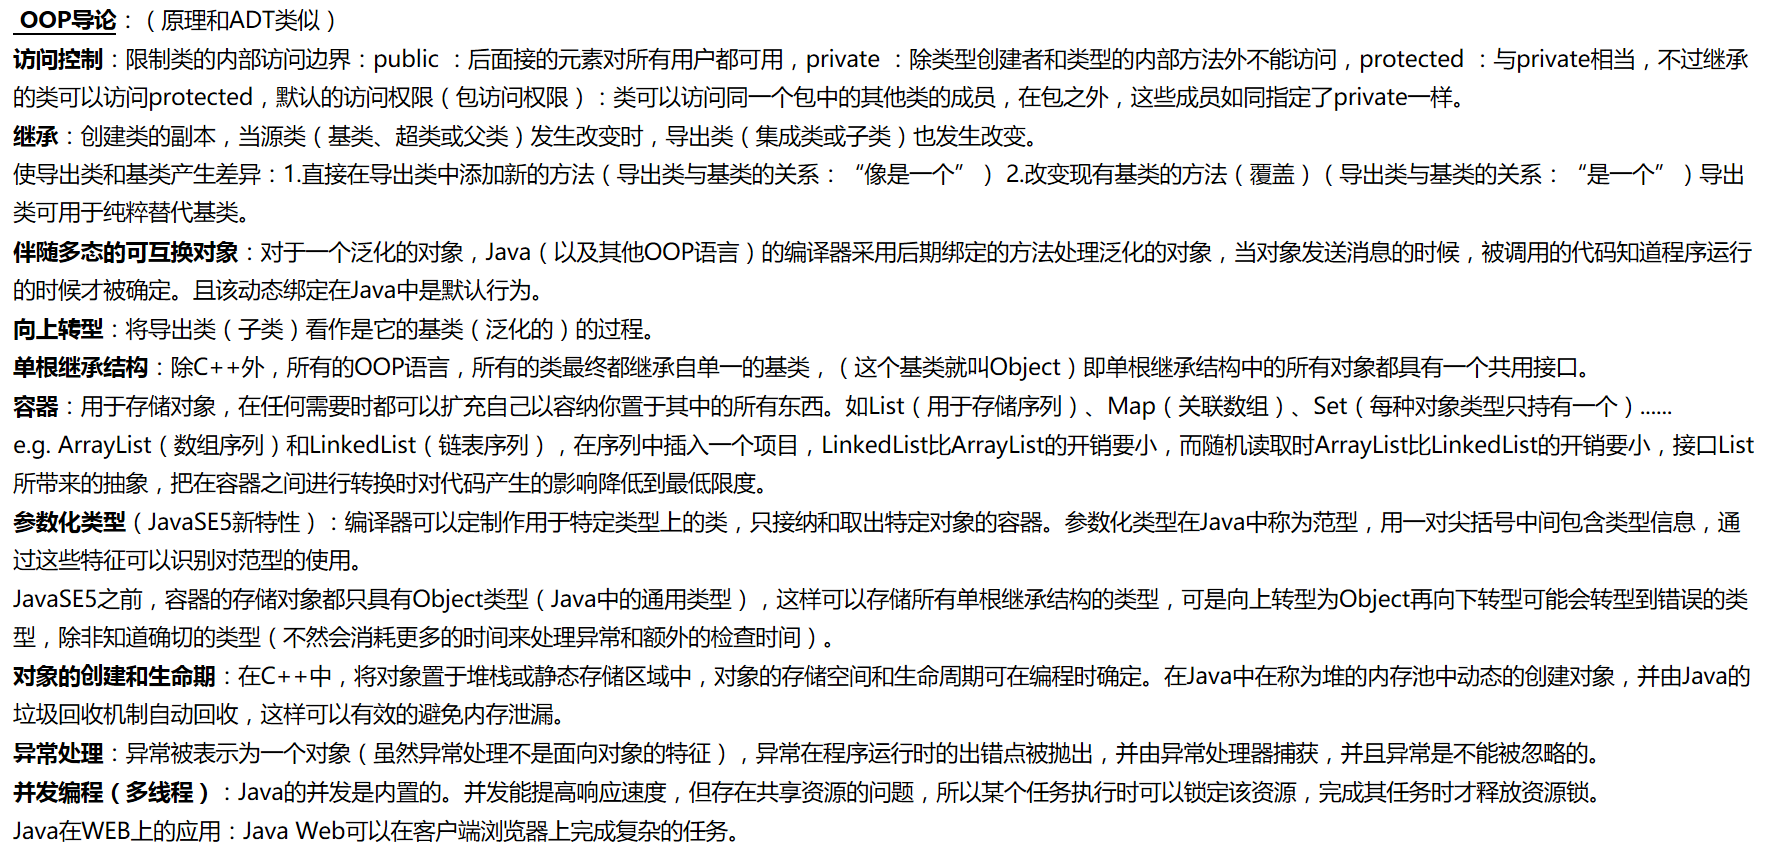 OOP导论：（原理和ADT类似）
访问控制：限制类的内部访问边界：public ：后面接的元素对所有用户都可用，private ：除类型创建者和类型的内部方法外不能访问，protected ：与private相当，不过继承
的类可以访问protected，默认的访问权限（包访问权限）：类可以访问同一个包中的其他类的成员，在包之外，这些成员如同指定了private一样。
继承：创建类的副本，当源类（基类、超类或父类）发生改变时，导出类（集成类或子类）也发生改变。
使导出类和基类产生差异：1.直接在导出类中添加新的方法（导出类与基类的关系：“像是一个”）2.改变现有基类的方法（覆盖）（导出类与基类的关系：“是一个”）导出
类可用于纯粹替代基类。
伴随多态的可互换对象：对于一个泛化的对象，Java（以及其他OOP语言）的编译器采用后期绑定的方法处理泛化的对象，当对象发送消息的时候，被调用的代码知道程序运行
的时候才被确定。且该动态绑定在Java中是默认行为。
向上转型：将导出类（子类）看作是它的基类（泛化的）的过程。
单根继承结构：除C++外，所有的OOP语言，所有的类最终都继承自单一的基类，（这个基类就叫Object）即单根继承结构中的所有对象都具有一个共用接口。
容器：用于存储对象，在任何需要时都可以扩充自己以容纳你置于其中的所有东西。如List（用于存储序列）、Map（关联数组）、Set（每种对象类型只持有一个）......
e.g. ArrayList（数组序列）和LinkedList（链表序列），在序列中插入一个项目，LinkedList比ArrayList的开销要小，而随机读取时ArrayList比LinkedList的开销要小，接口List
所带来的抽象，把在容器之间进行转换时对代码产生的影响降低到最低限度。
参数化类型（JavaSE5新特性）：编译器可以定制作用于特定类型上的类，只接纳和取出特定对象的容器。参数化类型在Java中称为范型，用一对尖括号中间包含类型信息，通
过这些特征可以识别对范型的使用。
JavaSE5之前，容器的存储对象都只具有Object类型（Java中的通用类型），这样可以存储所有单根继承结构的类型，可是向上转型为Object再向下转型可能会转型到错误的类
型，除非知道确切的类型（不然会消耗更多的时间来处理异常和额外的检查时间）。
对象的创建和生命期：在C++中，将对象置于堆栈或静态存储区域中，对象的存储空间和生命周期可在编程时确定。在Java中在称为堆的内存池中动态的创建对象，并由Java的
垃圾回收机制自动回收，这样可以有效的避免内存泄漏。
异常处理：异常被表示为一个对象（虽然异常处理不是面向对象的特征），异常在程序运行时的出错点被抛出，并由异常处理器捕获，并且异常是不能被忽略的。
并发编程（多线程）：Java的并发是内置的。并发能提高响应速度，但存在共享资源的问题，所以某个任务执行时可以锁定该资源，完成其任务时才释放资源锁。
Java在WEB上的应用：Java Web可以在客户端浏览器上完成复杂的任务。